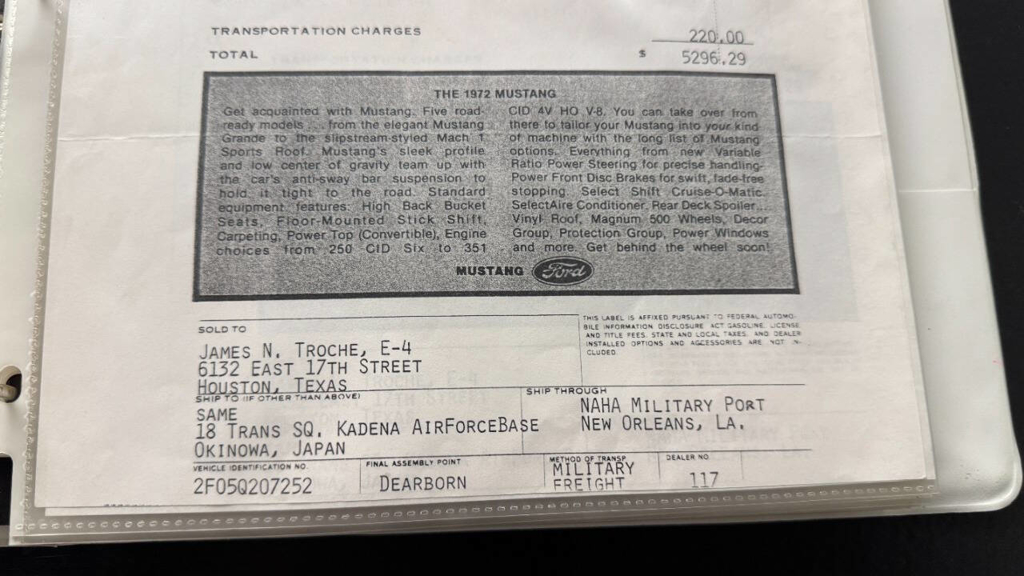 TRANSPORTATION CHARGES 220.00
TOTAL $ 5296.29
THE 1972 MUSTANG
Get acquainted with Mustang. Five road-
ready models ... from the elegant Mustang
Grande to the slipstream-styled Mach 1
Sports Roof. Mustang's sleek profile
and low center of gravity team up with
the car's anti-sway bar suspension to
hold it tight to the road. Standard
equipment features: High Back Bucket
Seats, Floor-Mounted Stick Shift,
Carpeting, Power Top (Convertible), Engine
choices from 250 CID Six to 351
CID 4V HO V-8. You can take over from
there to tailor your Mustang into your kind
of machine with the long list of Mustang
options. Everything from new Variable
Ratio Power Steering for precise handling
Power Front Disc Brakes for swift, fade-free
stopping. Select Shift Cruise-O-Matic.
SelectAire Conditioner, Rear Deck Spoiler...
Vinyl Roof, Magnum 500 Wheels, Decor
Group, Protection Group, Power Windows
and more. Get behind the wheel soon!
MUSTANG Ford
SOLD TO
JAMES N. TROCHE, E-4
6132 EAST 17TH STREET
HOUSTON, TEXAS
THIS LABEL IS AFFIXED PURSUANT TO FEDERAL AUTOMO-
BILE INFORMATION DISCLOSURE ACT GASOLINE, LICENSE
AND TITLE FEES, STATE AND LOCAL TAXES, AND DEALER
INSTALLED OPTIONS AND ACCESSORIES ARE NOT IN-
CLUDED.
SHIP TO (IF OTHER THAN ABOVE)
SAME
18 TRANS SQ. KADENA AIRFORCEBASE
OKINOWA, JAPAN
SHIP THROUGH
NAHA MILITARY PORT
NEW ORLEANS, LA.
VEHICLE IDENTIFICATION NO.
2F05Q207252
FINAL ASSEMBLY POINT
DEARBORN
METHOD OF TRANSP
MILITARY
FREIGHT
DEALER NO.
117